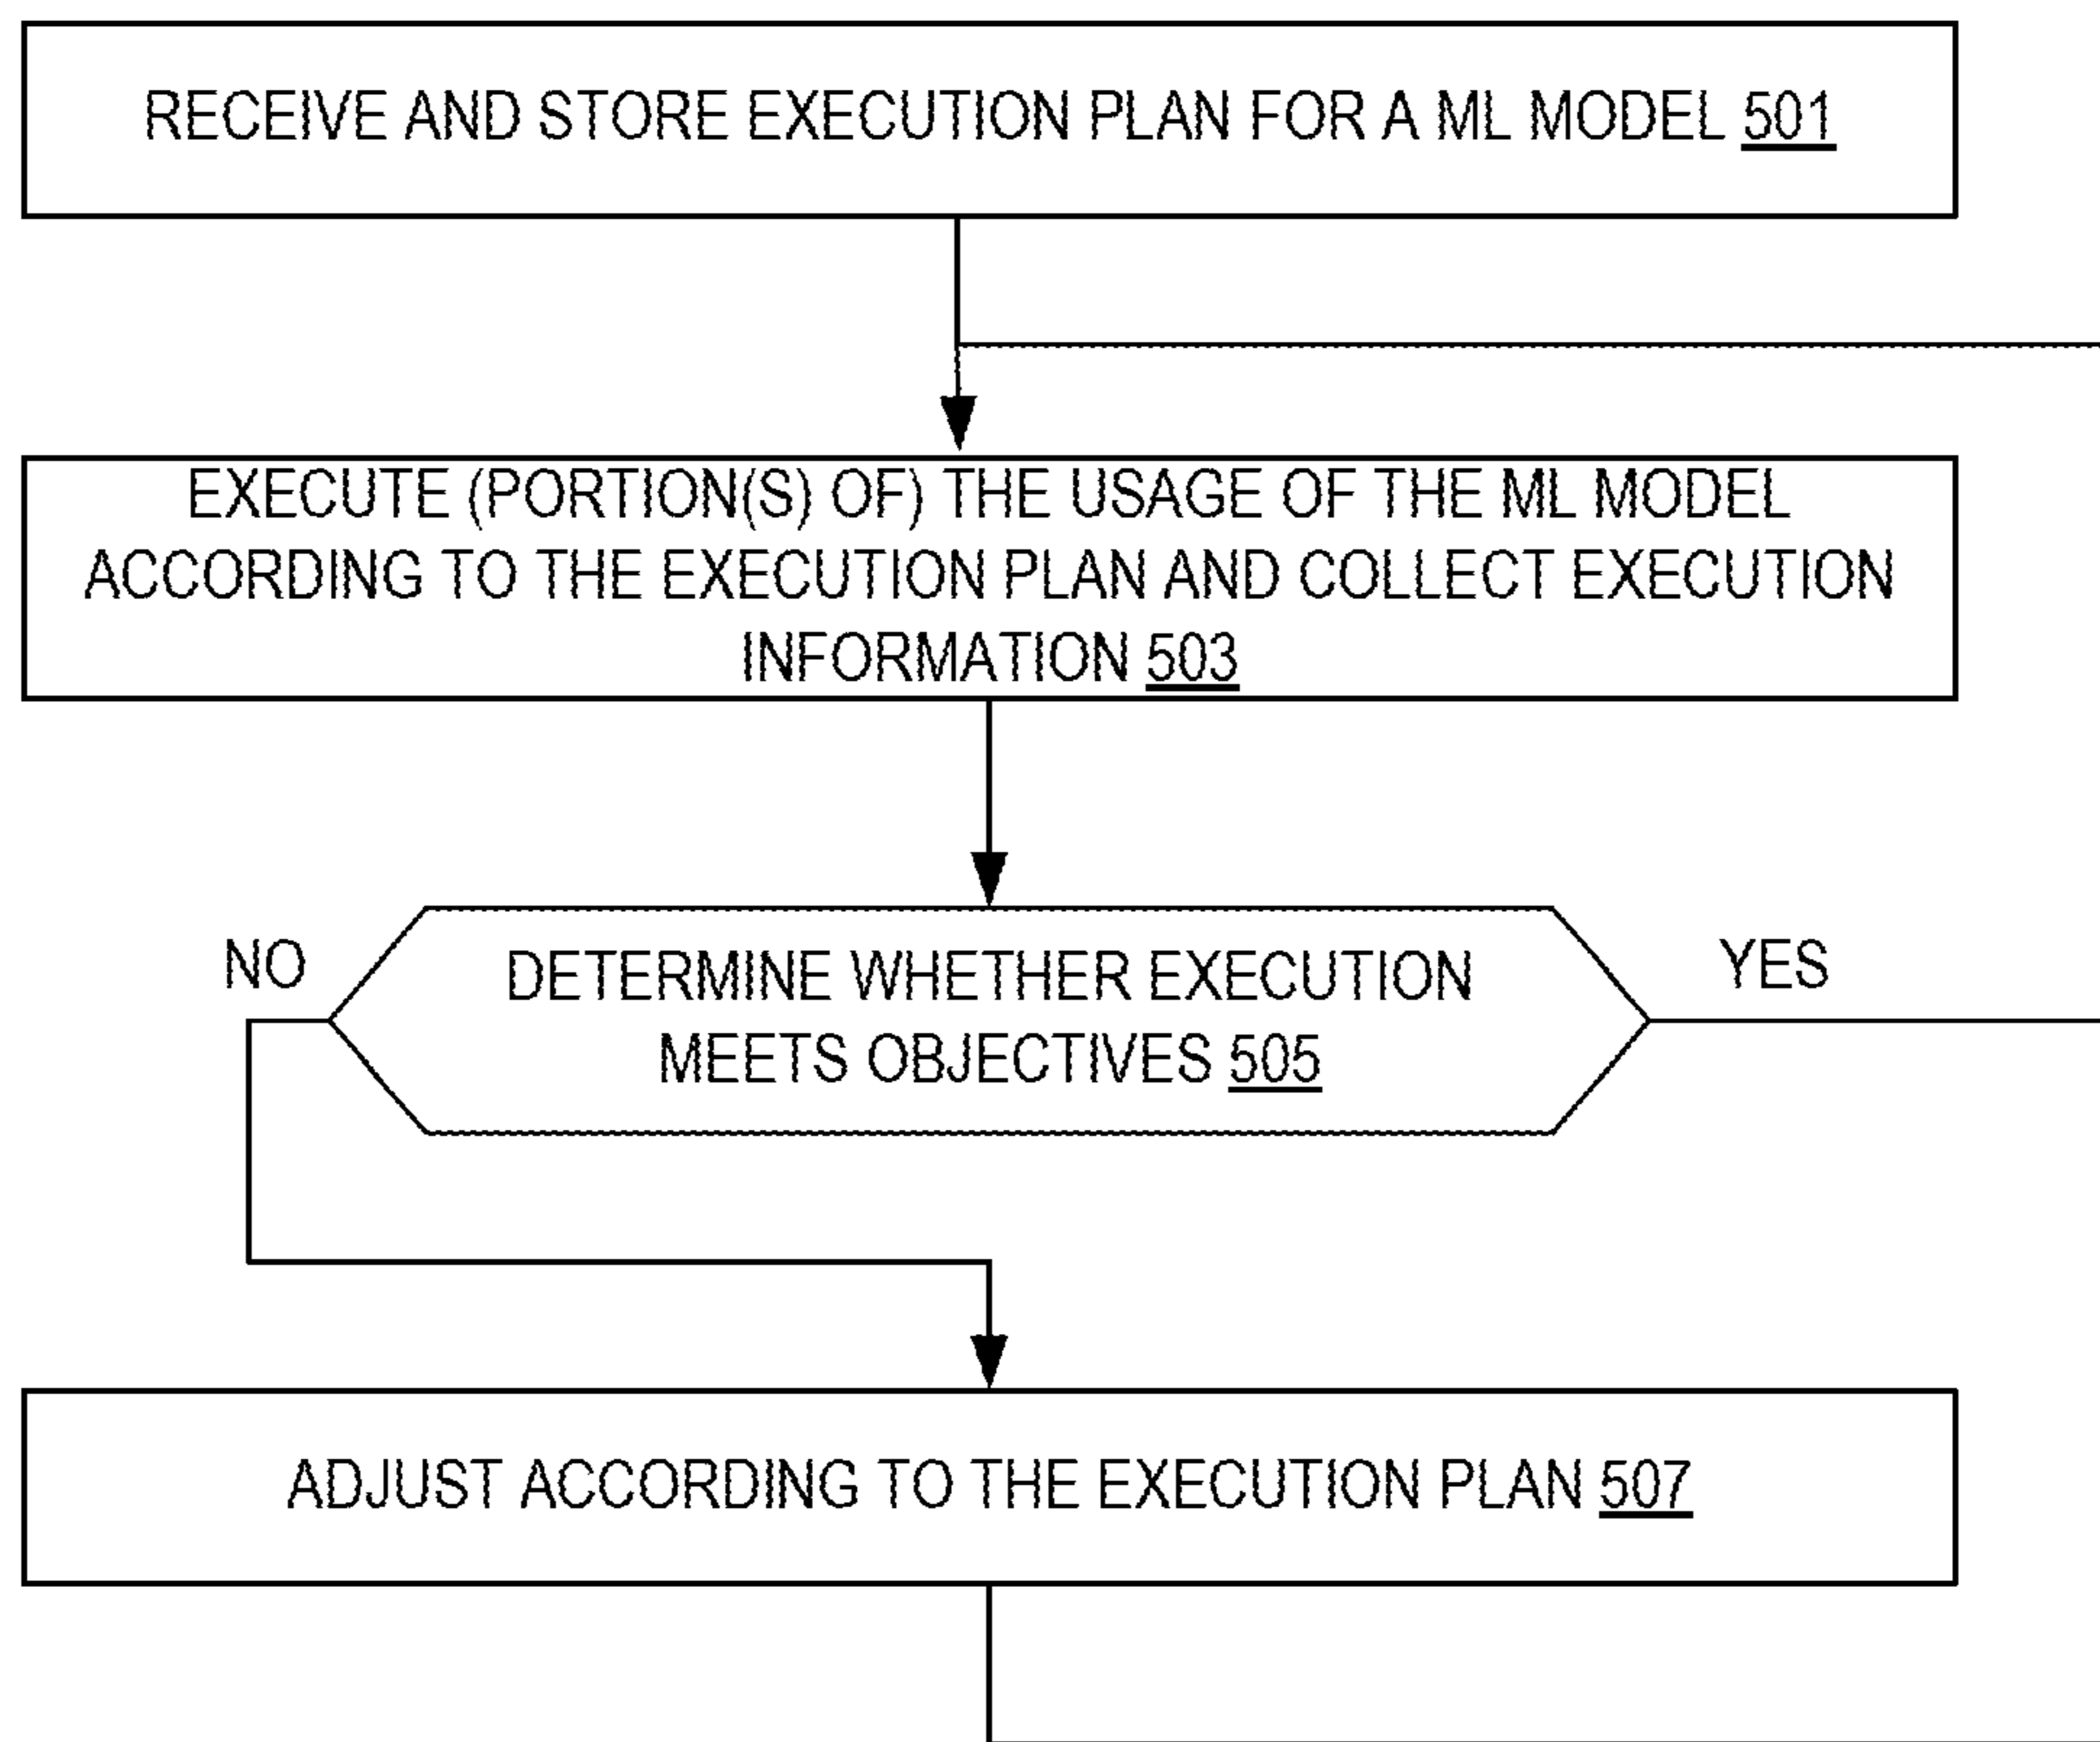 RECEIVE AND STORE EXECUTION PLAN FOR A ML MODEL 501
EXECUTE (PORTION(S) OF) THE USAGE OF THE ML MODEL
ACCORDING TO THE EXECUTION PLAN AND COLLECT EXECUTION
INFORMATION 503
NO
DETERMINE WHETHER EXECUTION
MEETS OBJECTIVES 505
YES
ADJUST ACCORDING TO THE EXECUTION PLAN 507